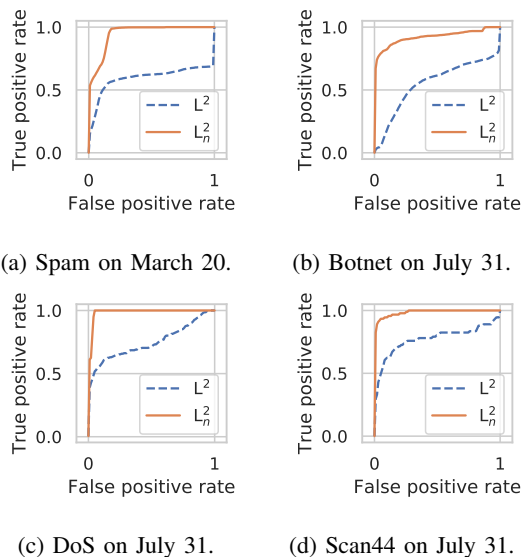 True positive rate
1.0
0.5
0.0
L²
L²ₙ
0 1
False positive rate
(a) Spam on March 20.
True positive rate
1.0
0.5
0.0
L²
L²ₙ
0 1
False positive rate
(b) Botnet on July 31.
True positive rate
1.0
0.5
0.0
L²
L²ₙ
0 1
False positive rate
(c) DoS on July 31.
True positive rate
1.0
0.5
0.0
L²
L²ₙ
0 1
False positive rate
(d) Scan44 on July 31.